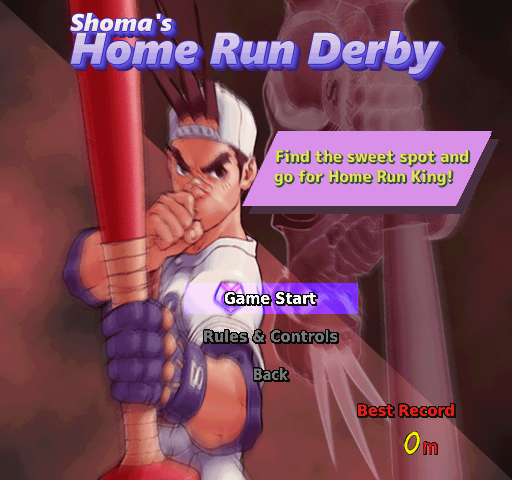 Shoma's
Home Run Derby
Find the sweet spot and
go for Home Run King!
Game Start
Rules & Controls
Back
Best Record
0m